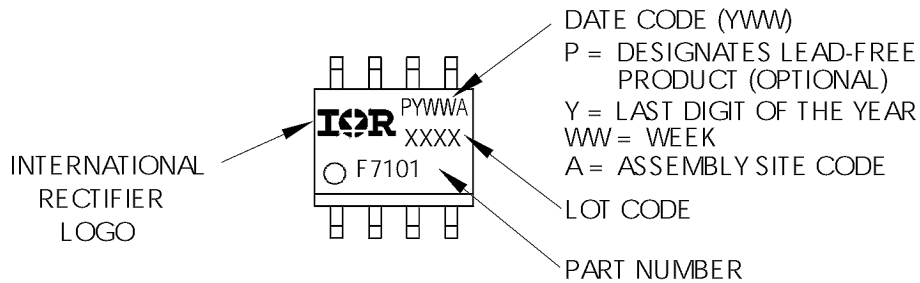 DATE CODE (YWW)
P = DESIGNATES LEAD-FREE
PRODUCT (OPTIONAL)
Y = LAST DIGIT OF THE YEAR
WW = WEEK
A = ASSEMBLY SITE CODE
LOT CODE
PART NUMBER
INTERNATIONAL
RECTIFIER
LOGO
IOR
PYWWA
XXXX
F7101